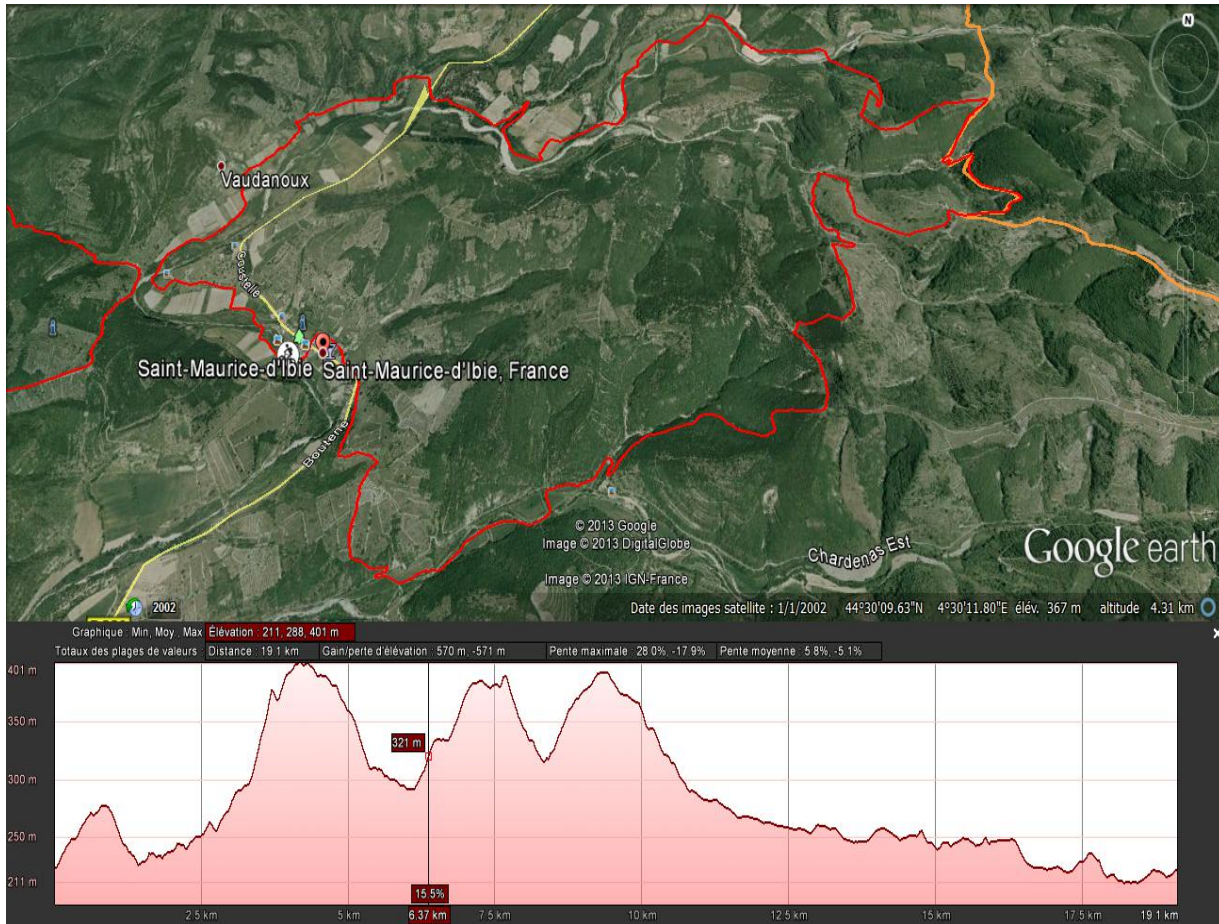 N
Vaudanoux
Coustelle
Saint-Maurice-d'Ibie
Saint-Maurice-d'Ibie, France
Boutene
© 2013 Google
Image © 2013 DigitalGlobe
Chardenas Est
Google earth
Image © 2013 IGN-France
2002
Date des images satellite : 1/1/2002 44°30'09.63"N 4°30'11.80"E élév. 367 m altitude 4.31 km
Graphique : Min, Moy, Max Élévation : 211, 288, 401 m
Totaux des plages de valeurs : Distance : 19.1 km Gain/perte d'élévation : 570 m, -571 m Pente maximale : 28.0%, -17.9% Pente moyenne : 5.8%, -5.1%
401 m
350 m
321 m
300 m
250 m
211 m
15.5%
2.5 km 5 km 6.37 km 7.5 km 10 km 12.5 km 15 km 17.5 km 19.1 km